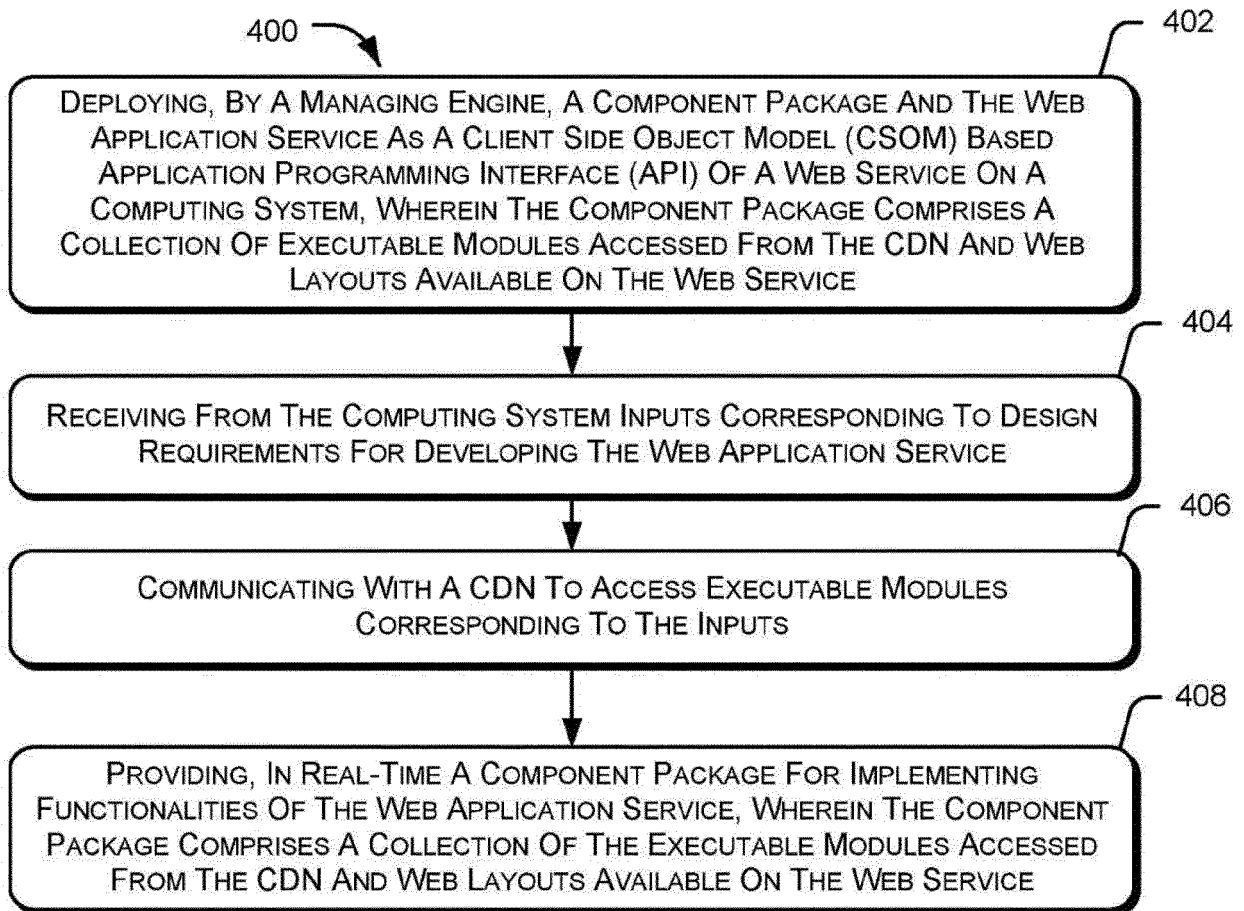 400
402
DEPLOYING, BY A MANAGING ENGINE, A COMPONENT PACKAGE AND THE WEB
APPLICATION SERVICE AS A CLIENT SIDE OBJECT MODEL (CSOM) BASED
APPLICATION PROGRAMMING INTERFACE (API) OF A WEB SERVICE ON A
COMPUTING SYSTEM, WHEREIN THE COMPONENT PACKAGE COMPRISES A
COLLECTION OF EXECUTABLE MODULES ACCESSED FROM THE CDN AND WEB
LAYOUTS AVAILABLE ON THE WEB SERVICE
404
RECEIVING FROM THE COMPUTING SYSTEM INPUTS CORRESPONDING TO DESIGN
REQUIREMENTS FOR DEVELOPING THE WEB APPLICATION SERVICE
406
COMMUNICATING WITH A CDN TO ACCESS EXECUTABLE MODULES
CORRESPONDING TO THE INPUTS
408
PROVIDING, IN REAL-TIME A COMPONENT PACKAGE FOR IMPLEMENTING
FUNCTIONALITIES OF THE WEB APPLICATION SERVICE, WHEREIN THE COMPONENT
PACKAGE COMPRISES A COLLECTION OF THE EXECUTABLE MODULES ACCESSED
FROM THE CDN AND WEB LAYOUTS AVAILABLE ON THE WEB SERVICE